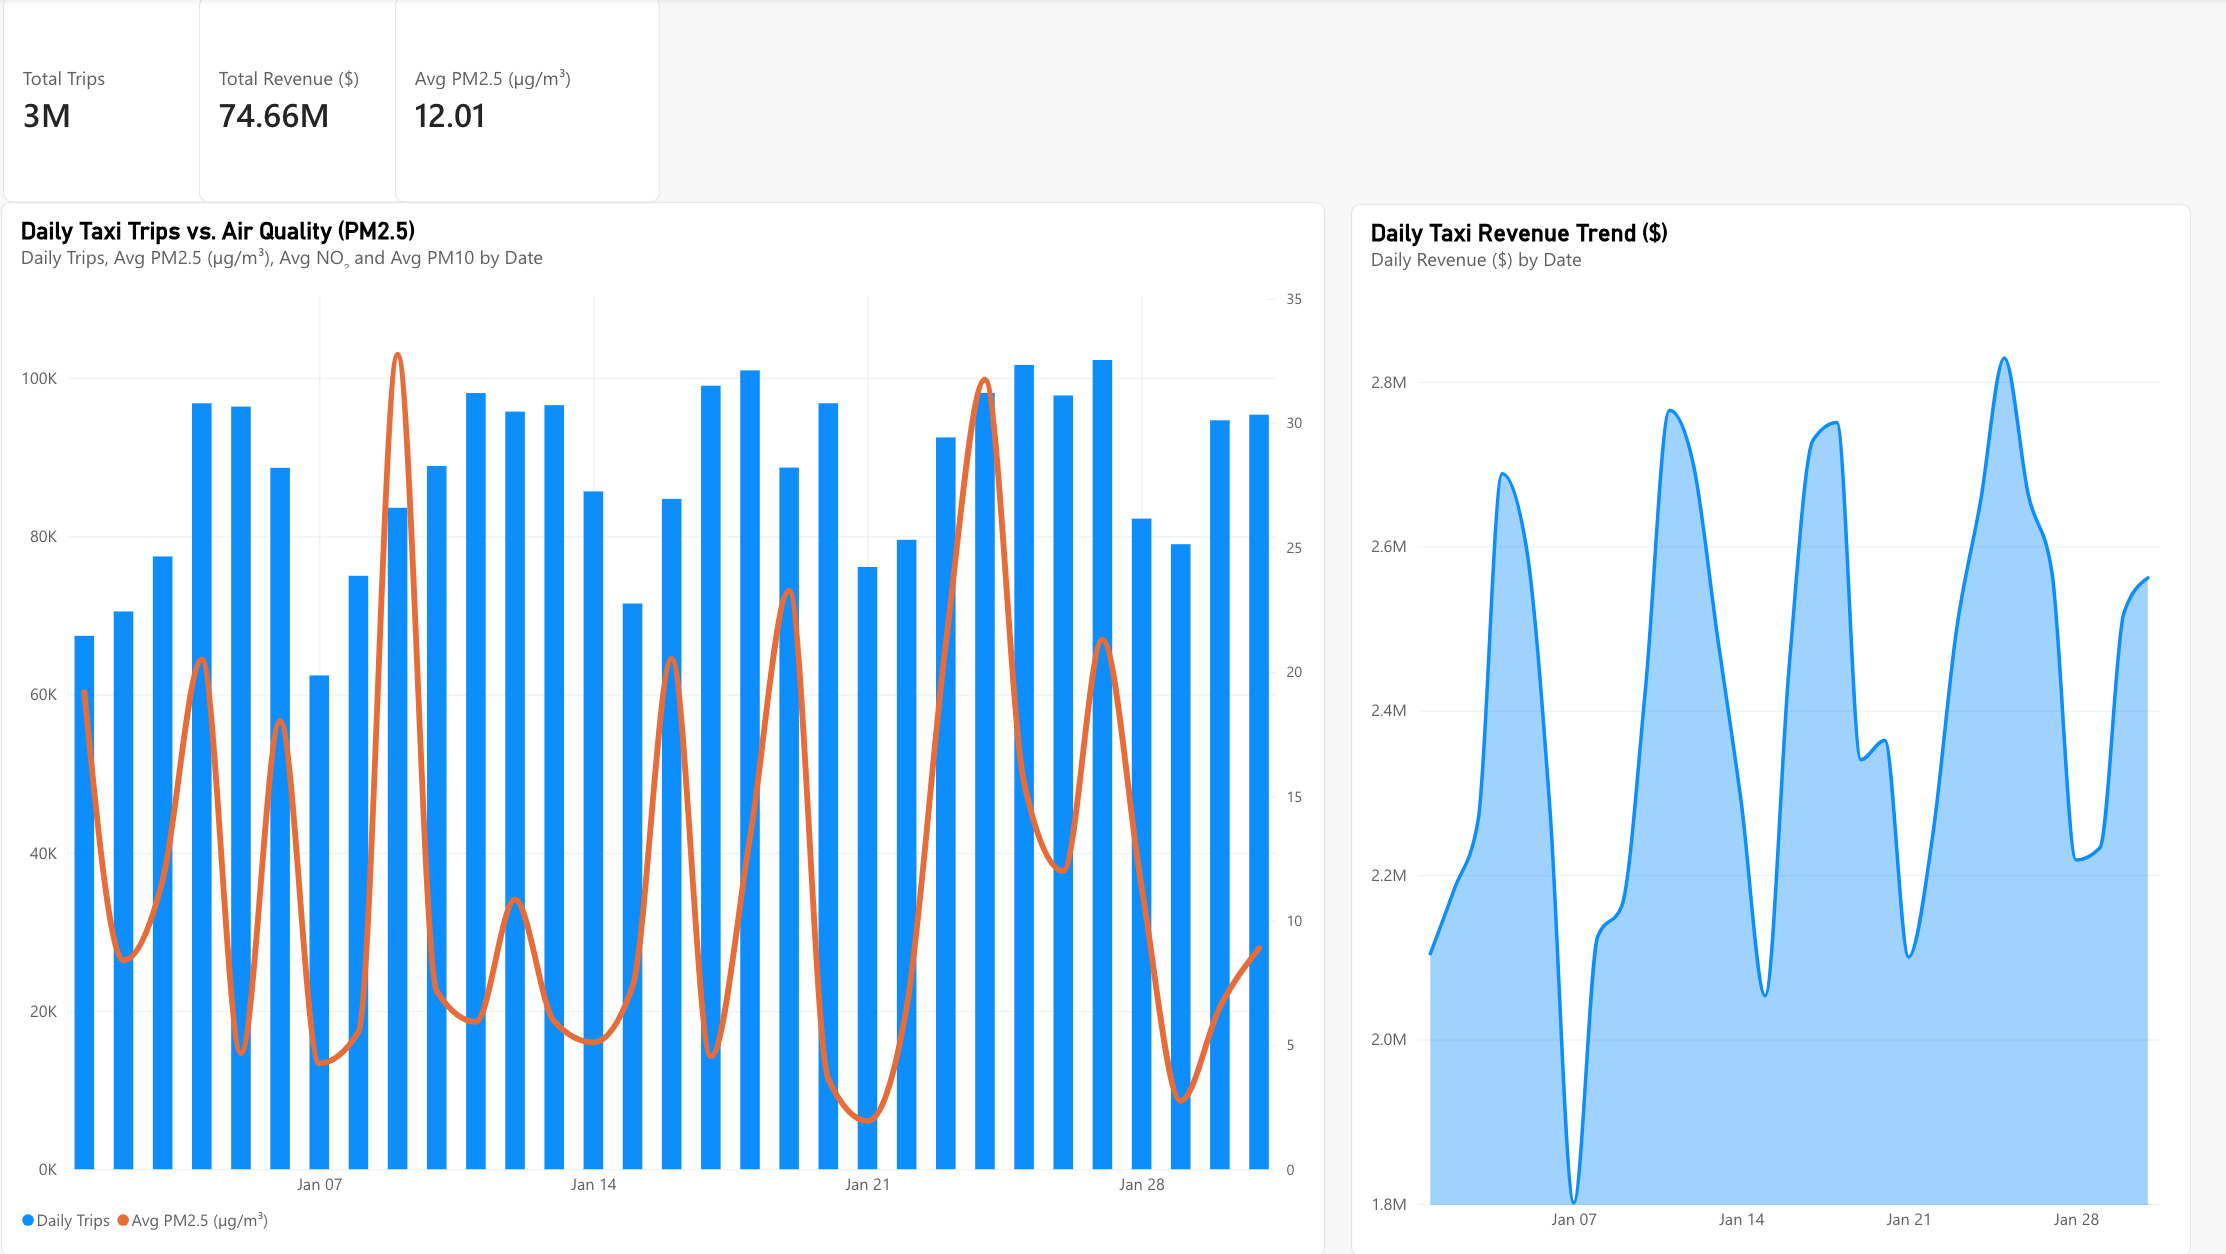 Total Trips
3M
Total Revenue ($)
74.66M
Avg PM2.5 (µg/m³)
12.01
Daily Taxi Trips vs. Air Quality (PM2.5)
Daily Trips, Avg PM2.5 (µg/m³), Avg NO₂ and Avg PM10 by Date
100K
80K
60K
40K
20K
0K
35
30
25
20
15
10
5
0
Jan 07
Jan 14
Jan 21
Jan 28
Daily Trips
Avg PM2.5 (µg/m³)
Daily Taxi Revenue Trend ($)
Daily Revenue ($) by Date
2.8M
2.6M
2.4M
2.2M
2.0M
1.8M
Jan 07
Jan 14
Jan 21
Jan 28